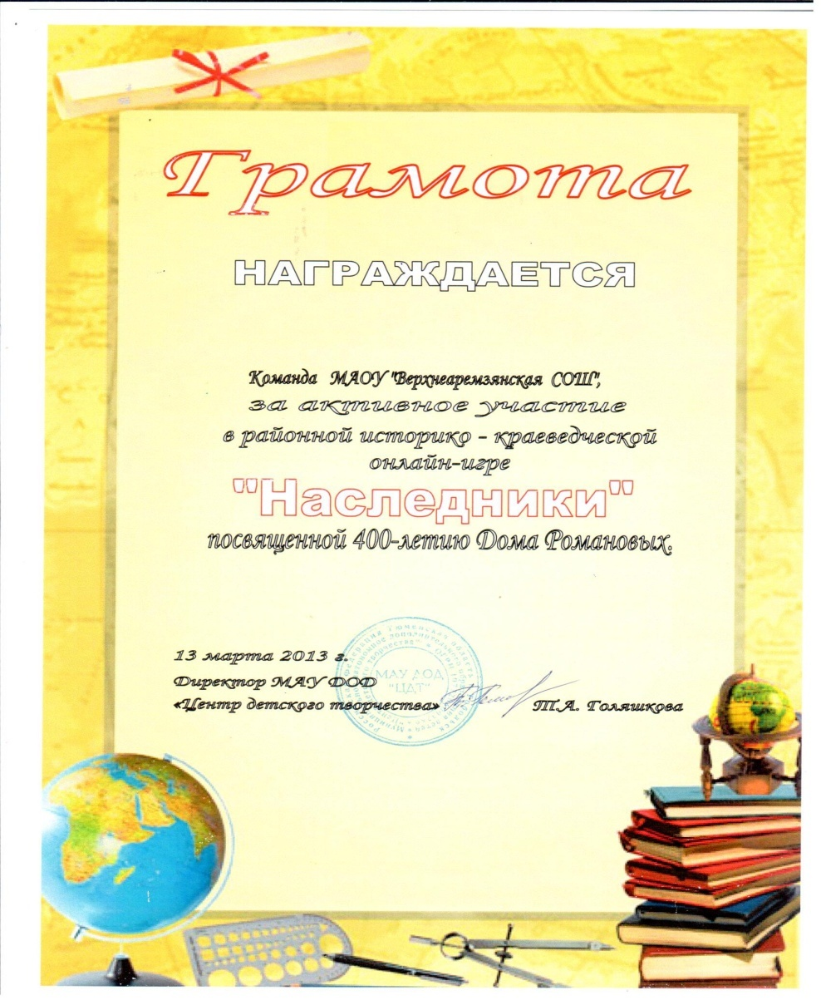 Грамота
НАГРАЖДАЕТСЯ
Команда МАОУ "Верхнеаремзянская СОШ",
за активное участие
в районной историко - краеведческой
онлайн-игре
"Наследники"
посвященной 400-летию Дома Романовых.
13 марта 2013 г.
Директор МАУ ДОД
«Центр детского творчества» Т.А. Голяшкова
МАУ ДОД
"ЦДТ"